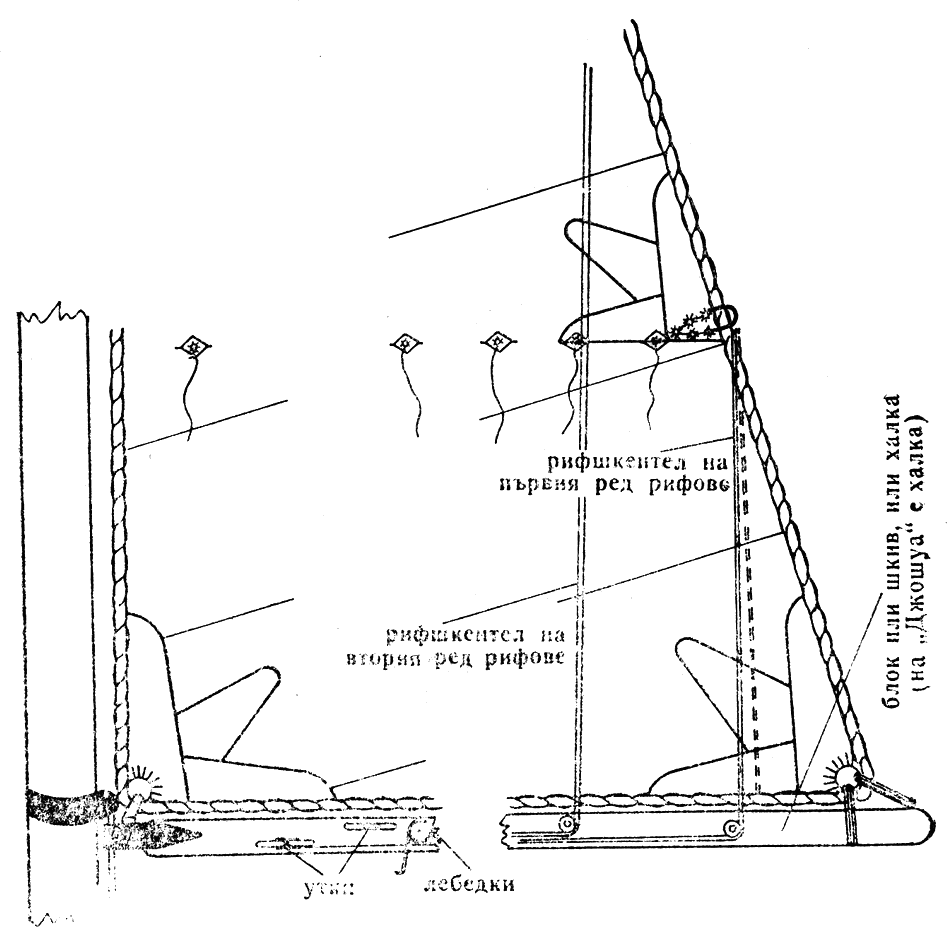 рифшкентел на
първия ред рифове
рифшкентел на
втория ред рифове
блок или шкив, или халка
(на „Джошуа“ е халка)
утки
лебедки